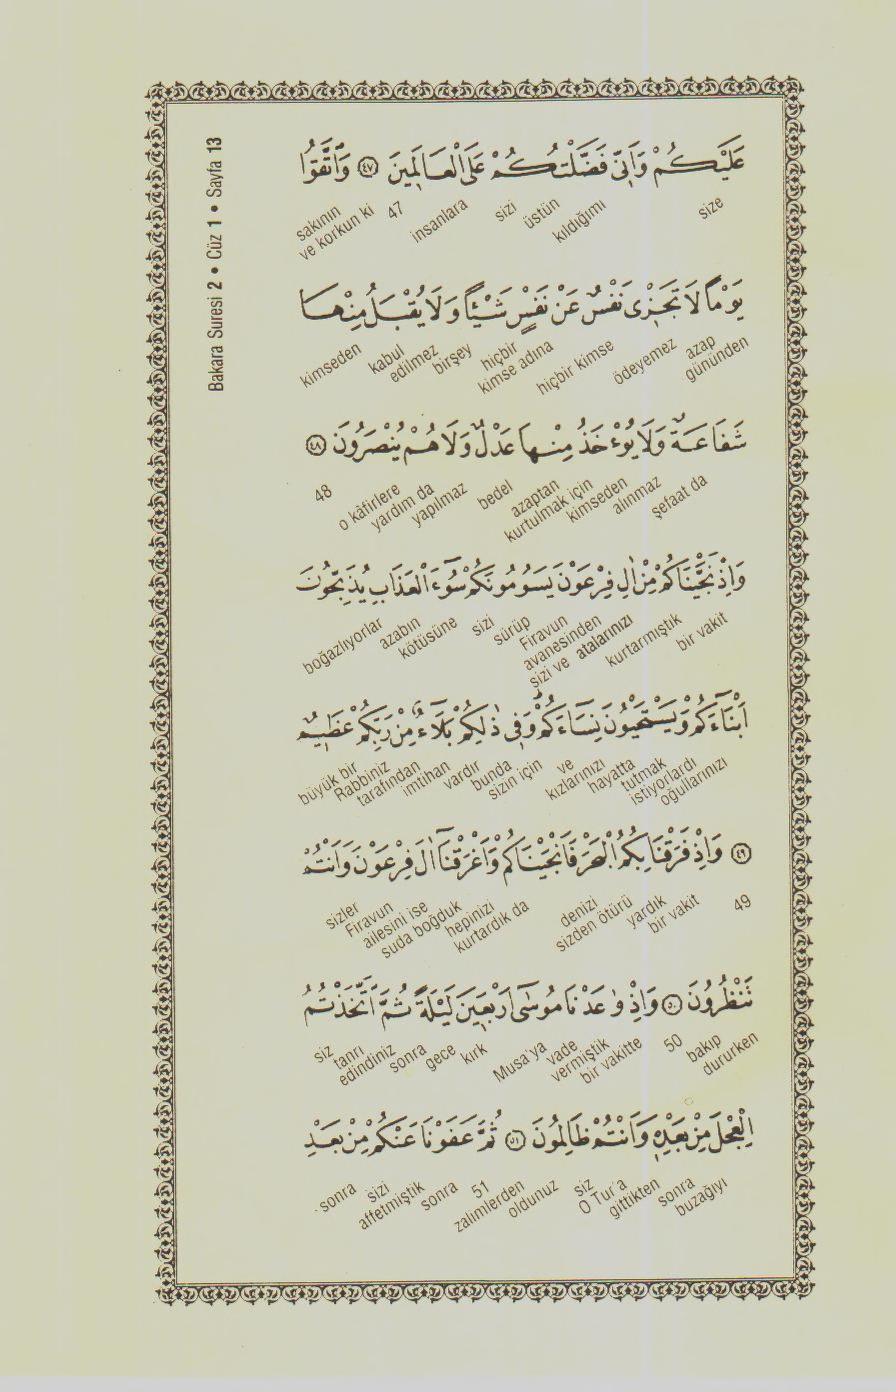 Bakara Suresi 2 • Cüz 1 • Sayfa 13
عَلَيْكُمْ وَاَنّ۪ي فَضَّلْتُكُمْ عَلَى الْعَالَم۪ينَ ﴿٤٧﴾ وَاتَّقُوا
size kıldığımı üstün sizi insanlara 47 sakının ve korkun ki
يَوْمًا لَا تَجْز۪ي نَفْسٌ عَنْ نَفْسٍ شَيْـًٔا وَلَا يُقْبَلُ مِنْهَا
azap gününden ödeyemez hiçbir kimse hiçbir kimse adına birşey kabul edilmez kimseden
شَفَاعَةٌ وَلَا يُؤْخَذُ مِنْهَا عَدْلٌ وَلَا هُمْ يُنْصَرُونَ ﴿٤٨﴾
şefaat da alınmaz kimseden azaptan kurtulmak için bedel yapılmaz yardım da o kâfirlere 48
وَاِذْ نَجَّيْنَاكُمْ مِنْ اٰلِ فِرْعَوْنَ يَسُومُونَكُمْ سُٓوءَ الْعَذَابِ يُذَبِّحُونَ
bir vakit kurtarmıştık sizi ve atalarınızı Firavun avanesinden sürüp sizi kötüsüne azabın boğazlıyorlar
اَبْنَٓاءَكُمْ وَيَسْتَحْيُونَ نِسَٓاءَكُمْ وَف۪ي ذٰلِكُمْ بَلَٓاءٌ مِنْ رَبِّكُمْ عَظ۪يمٌ
oğullarınızı istiyorlardı tutmak hayatta kızlarınızı ve sizin için bunda vardır imtihan tarafından Rabbiniz büyük bir
﴿٤٩﴾ وَاِذْ فَرَقْنَا بِكُمُ الْبَحْرَ فَاَنْجَيْنَاكُمْ وَاَغْرَقْنَٓا اٰلَ فِرْعَوْنَ وَاَنْتُمْ
49 bir vakit yardık sizden ötürü denizi kurtardık da hepinizi suda boğduk ailesini ise Firavun sizler
تَنْظُرُونَ ﴿٥٠﴾ وَاِذْ وٰعَدْنَا مُوسٰٓى اَرْبَع۪ينَ لَيْلَةً ثُمَّ اتَّخَذْتُمُ
bakıp dururken 50 bir vakitte vermiştik vade Musa'ya kırk gece sonra edindiniz tanrı siz
الْعِجْلَ مِنْ بَعْدِه۪ وَاَنْتُمْ ظَالِمُونَ ﴿٥١﴾ ثُمَّ عَفَوْنَا عَنْكُمْ مِنْ بَعْدِ
buzağıyı sonra gittikten O Tur'a siz oldunuz zalimlerden 51 sonra affetmiştik sizi sonra